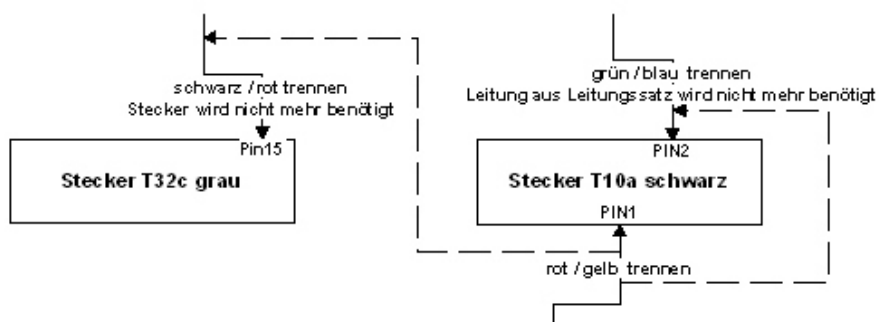 schwarz /rot trennen
Stecker wird nicht mehr benötigt
Pin15
Stecker T32c grau
grün /blau trennen
Leitung aus Leitungssatz wird nicht mehr benötigt
PIN2
Stecker T10a schwarz
PIN1
rot /gelb trennen